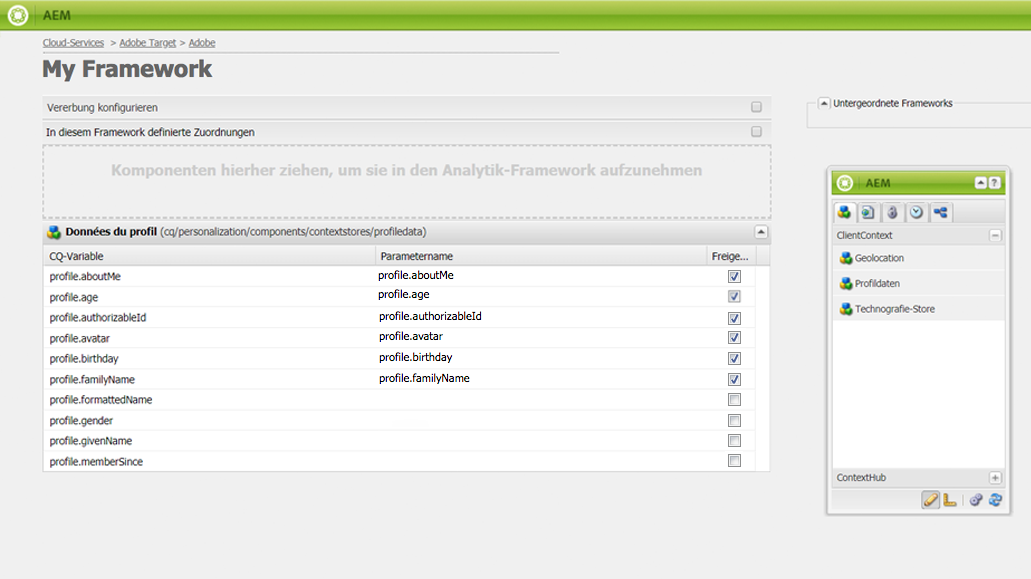 AEM
Cloud-Services > Adobe Target > Adobe
My Framework
Vererbung konfigurieren
Untergeordnete Frameworks
In diesem Framework definierte Zuordnungen
Komponenten hierher ziehen, um sie in den Analytik-Framework aufzunehmen
Données du profil (cq/personalization/components/contextstores/profiledata)
CQ-Variable Parametername Freige...
profile.aboutMe profile.aboutMe
profile.age profile.age
profile.authorizableId profile.authorizableId
profile.avatar profile.avatar
profile.birthday profile.birthday
profile.familyName profile.familyName
profile.formattedName
profile.gender
profile.givenName
profile.memberSince
AEM ?
ClientContext
Geolocation
Profildaten
Technografie-Store
ContextHub